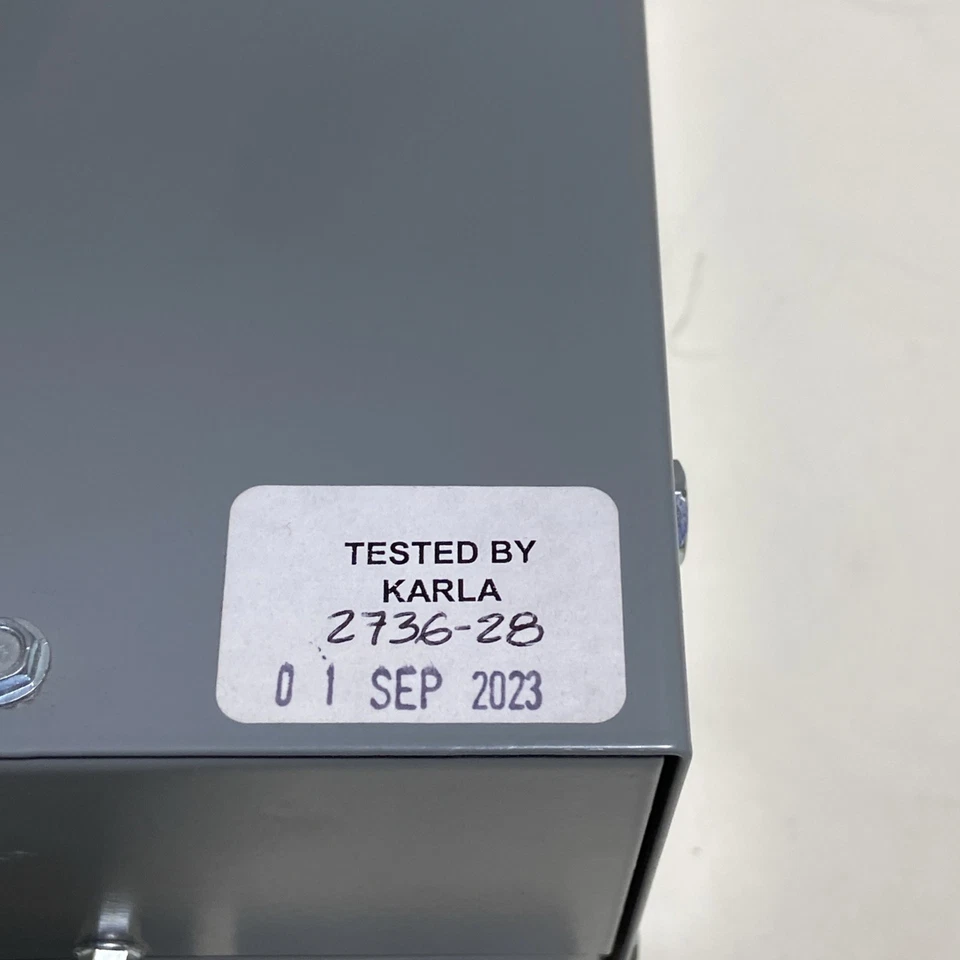 TESTED BY
KARLA
2736-28
01 SEP 2023